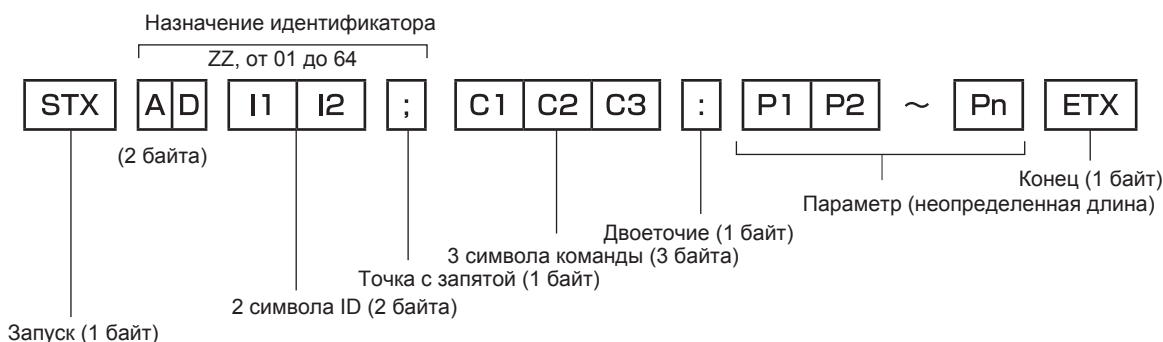 Назначение идентификатора
ZZ, от 01 до 64
STX A D I1 I2 ; C1 C2 C3 : P1 P2 ~ Pn ETX
(2 байта)
Конец (1 байт)
Параметр (неопределенная длина)
Двоеточие (1 байт)
3 символа команды (3 байта)
Точка с запятой (1 байт)
2 символа ID (2 байта)
Запуск (1 байт)